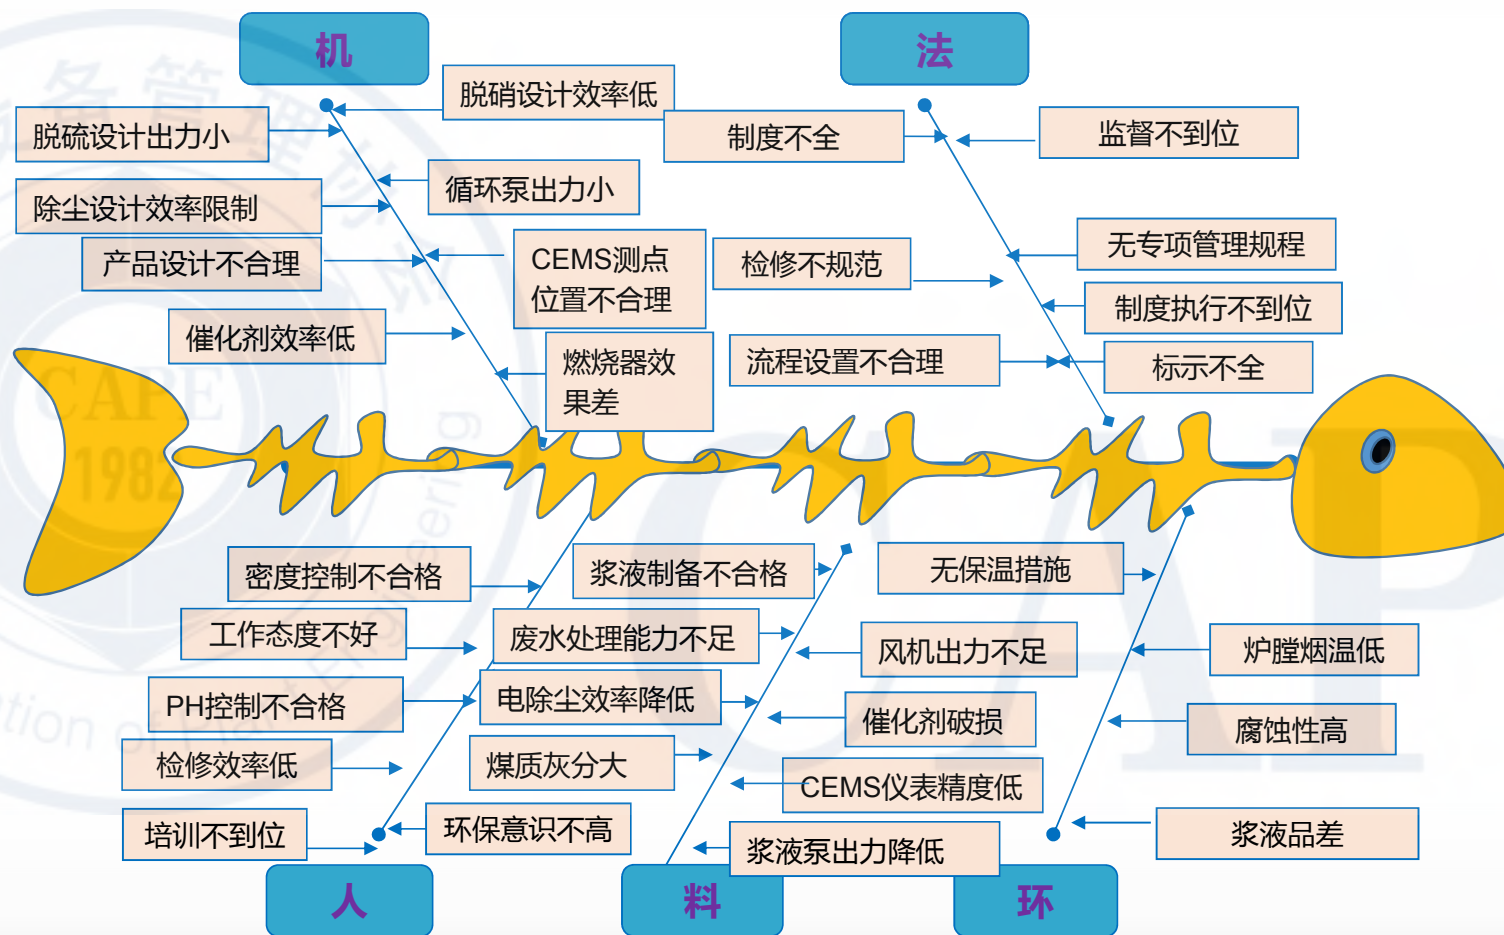 机
法
脱硝设计效率低
脱硫设计出力小
制度不全
监督不到位
循环泵出力小
除尘设计效率限制
产品设计不合理
CEMS测点
位置不合理
检修不规范
无专项管理规程
制度执行不到位
催化剂效率低
燃烧器效
果差
流程设置不合理
标示不全
CAPE
1982
密度控制不合格
浆液制备不合格
无保温措施
工作态度不好
废水处理能力不足
风机出力不足
炉膛烟温低
PH控制不合格
电除尘效率降低
催化剂破损
腐蚀性高
检修效率低
煤质灰分大
CEMS仪表精度低
培训不到位
环保意识不高
浆液泵出力降低
浆液品差
人
料
环